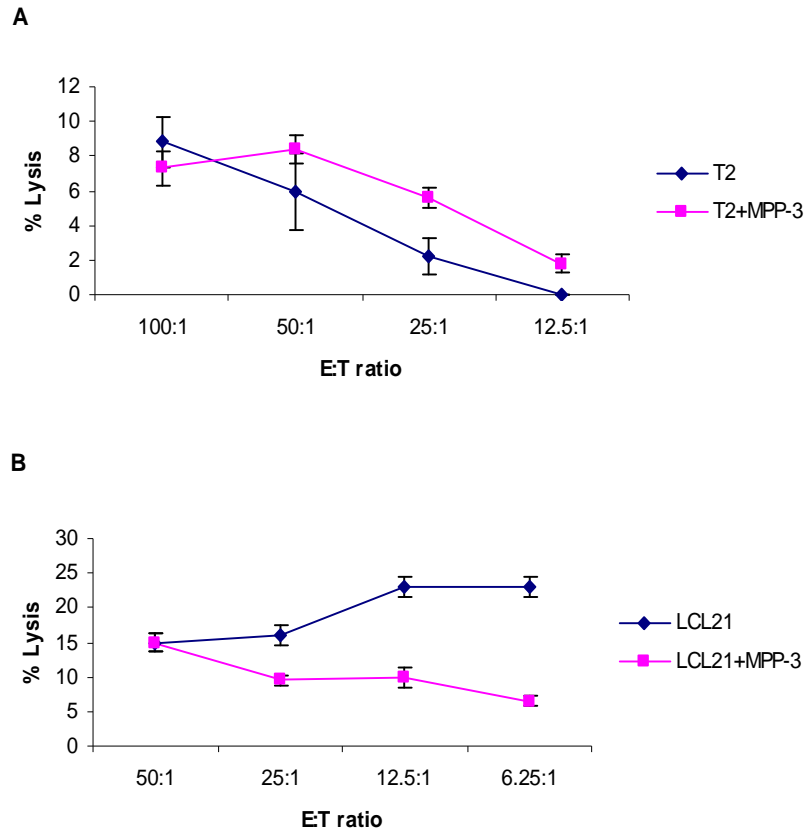 A
12
10
8
6
4
2
0
% Lysis
100:1 50:1 25:1 12.5:1
E:T ratio
T2
T2+MPP-3
B
30
25
20
15
10
5
0
% Lysis
50:1 25:1 12.5:1 6.25:1
E:T ratio
LCL21
LCL21+MPP-3